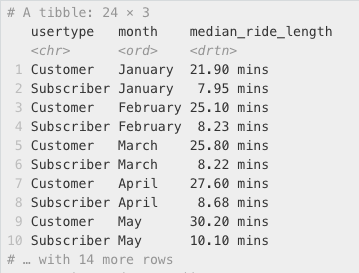 # A tibble: 24 × 3
usertype month median_ride_length
<chr> <ord> <drtn>
1 Customer January 21.90 mins
2 Subscriber January 7.95 mins
3 Customer February 25.10 mins
4 Subscriber February 8.23 mins
5 Customer March 25.80 mins
6 Subscriber March 8.22 mins
7 Customer April 27.60 mins
8 Subscriber April 8.68 mins
9 Customer May 30.20 mins
10 Subscriber May 10.10 mins
# … with 14 more rows